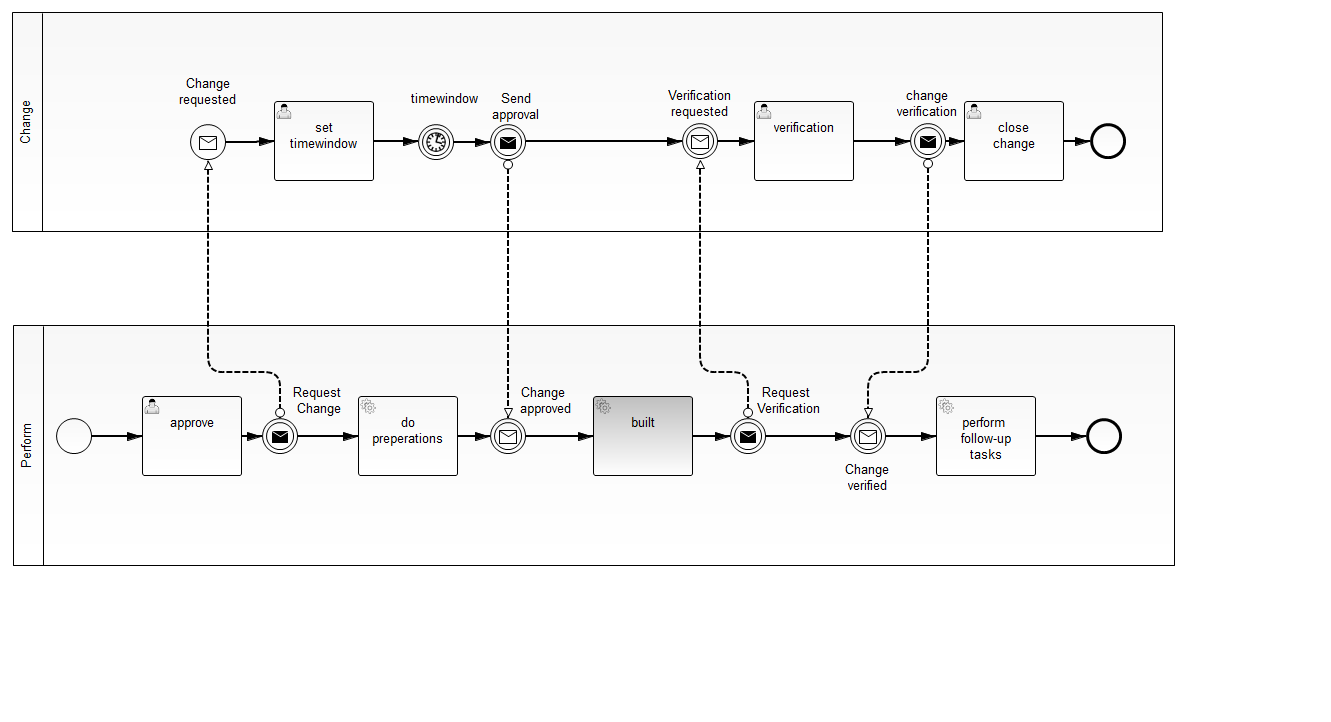 Change
Change
requested
set
timewindow
timewindow
Send
approval
Verification
requested
verification
change
verification
close
change
Perform
approve
Request
Change
do
preperations
Change
approved
built
Request
Verification
Change
verified
perform
follow-up
tasks